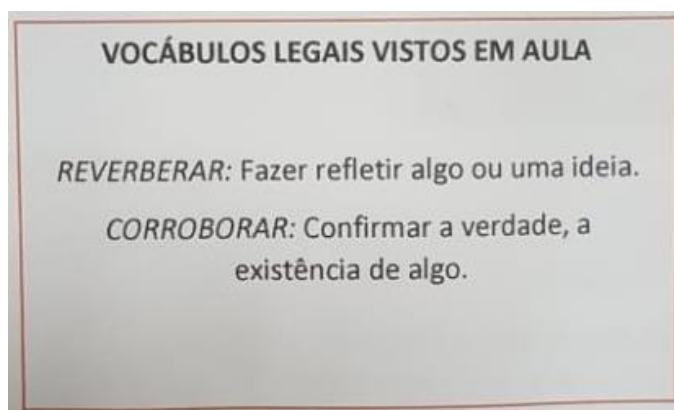 VOCÁBULOS LEGAIS VISTOS EM AULA
REVERBERAR: Fazer refletir algo ou uma ideia.
CORROBORAR: Confirmar a verdade, a
existência de algo.